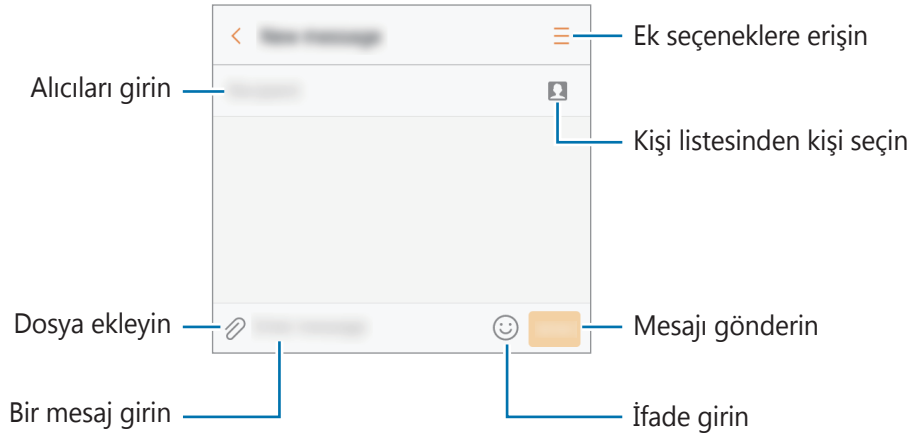 Ek seçeneklere erişin
Alıcıları girin
Kişi listesinden kişi seçin
Dosya ekleyin
Mesajı gönderin
Bir mesaj girin
İfade girin